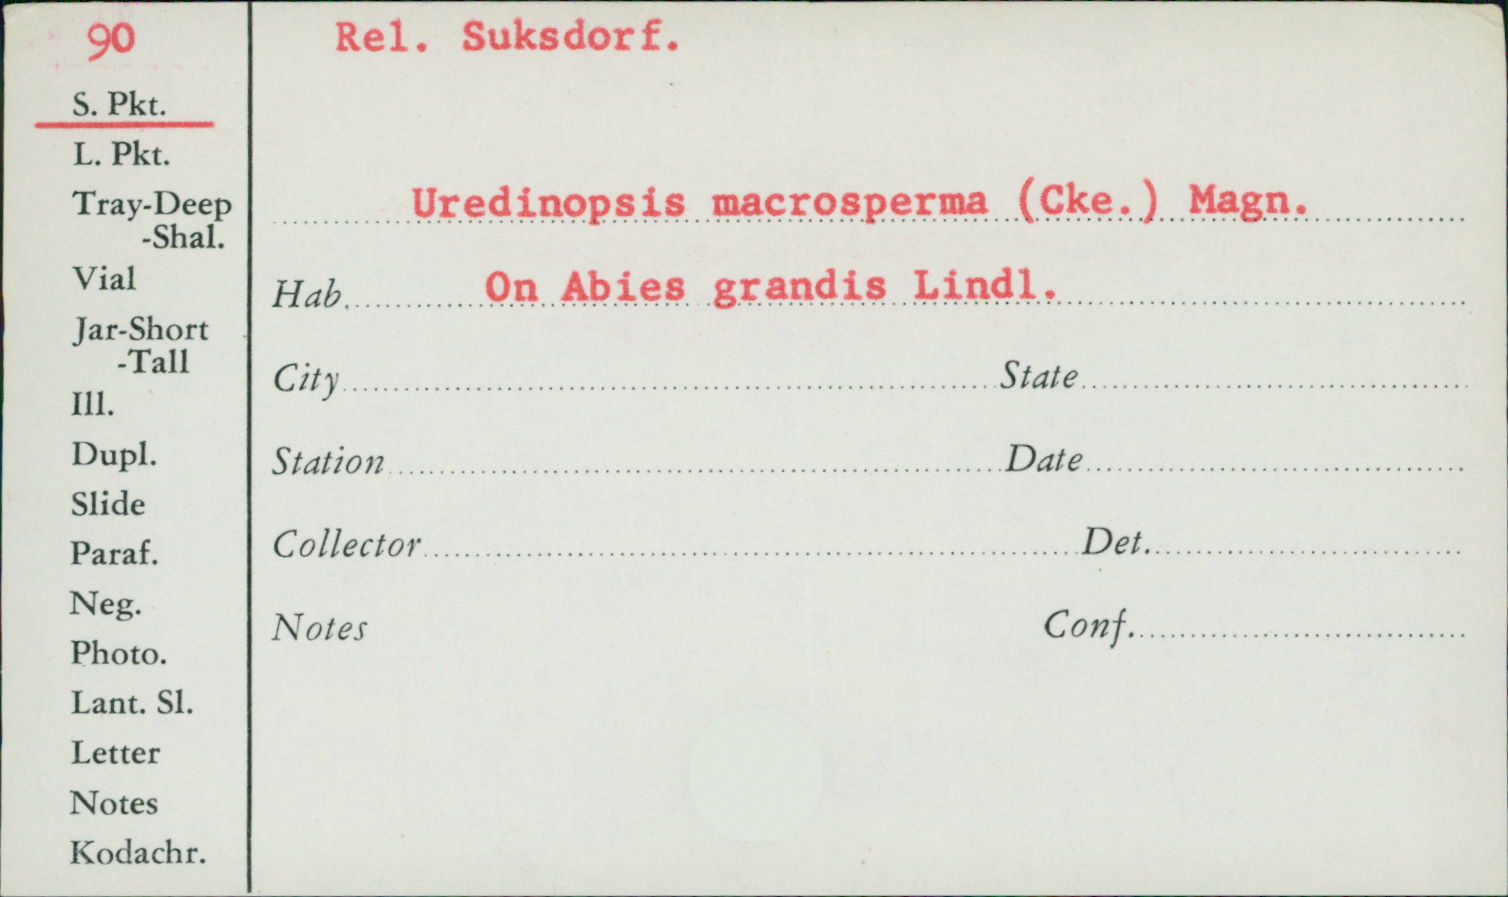 90
S. Pkt.
L. Pkt.
Tray-Deep
-Shal.
Vial
Jar-Short
-Tall
Ill.
Dupl.
Slide
Paraf.
Neg.
Photo.
Lant. Sl.
Letter
Notes
Kodachr.
Rel. Suksdorf.
Uredinopsis macrosperma (Cke.) Magn.
Hab. On Abies grandis Lindl.
City State
Station Date
Collector Det.
Notes Conf.